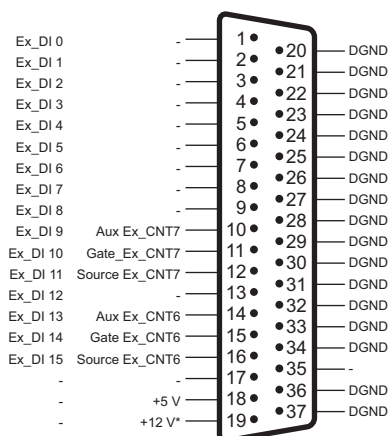 Ex_DI 0 - 1
Ex_DI 1 - 2
Ex_DI 2 - 3
Ex_DI 3 - 4
Ex_DI 4 - 5
Ex_DI 5 - 6
Ex_DI 6 - 7
Ex_DI 7 - 8
Ex_DI 8 - 9
Ex_DI 9 Aux Ex_CNT7 10
Ex_DI 10 Gate_Ex_CNT7 11
Ex_DI 11 Source Ex_CNT7 12
Ex_DI 12 - 13
Ex_DI 13 Aux Ex_CNT6 14
Ex_DI 14 Gate Ex_CNT6 15
Ex_DI 15 Source Ex_CNT6 16
- - 17
- +5 V 18
- +12 V* 19
20 DGND
21 DGND
22 DGND
23 DGND
24 DGND
25 DGND
26 DGND
27 DGND
28 DGND
29 DGND
30 DGND
31 DGND
32 DGND
33 DGND
34 DGND
35 -
36 DGND
37 DGND